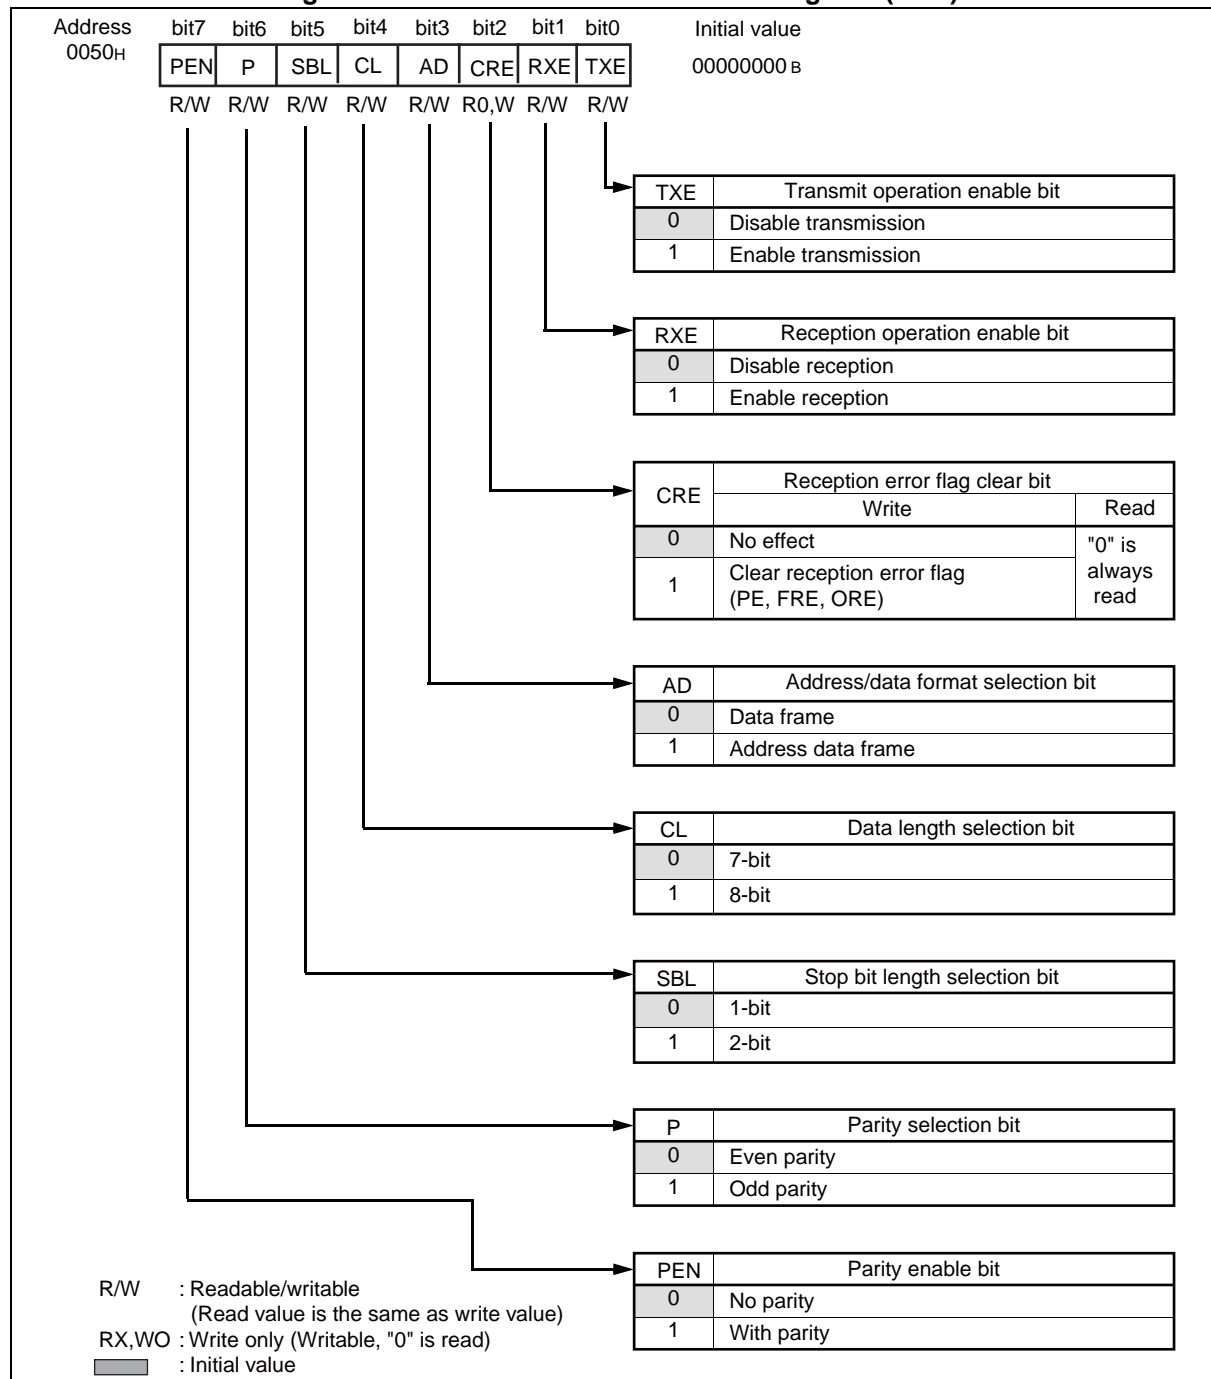 Address bit7 bit6 bit5 bit4 bit3 bit2 bit1 bit0 Initial value
0050H PEN P SBL CL AD CRE RXE TXE 00000000 B
R/W R/W R/W R/W R/W R0,W R/W R/W
TXE Transmit operation enable bit
0 Disable transmission
1 Enable transmission
RXE Reception operation enable bit
0 Disable reception
1 Enable reception
CRE Reception error flag clear bit
Write Read
0 No effect "0" is
1 Clear reception error flag always
(PE, FRE, ORE) read
AD Address/data format selection bit
0 Data frame
1 Address data frame
CL Data length selection bit
0 7-bit
1 8-bit
SBL Stop bit length selection bit
0 1-bit
1 2-bit
P Parity selection bit
0 Even parity
1 Odd parity
PEN Parity enable bit
0 No parity
1 With parity
R/W : Readable/writable
(Read value is the same as write value)
RX,WO : Write only (Writable, "0" is read)
: Initial value